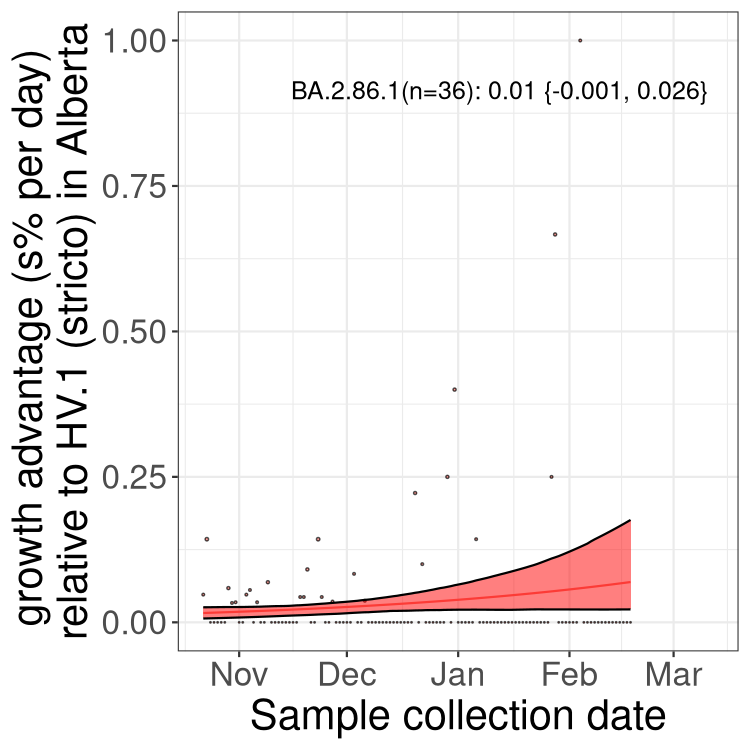 growth advantage (s% per day)
relative to HV.1 (stricto) in Alberta
1.00
0.75
0.50
0.25
0.00
BA.2.86.1(n=36): 0.01 {-0.001, 0.026}
Nov Dec Jan Feb Mar
Sample collection date